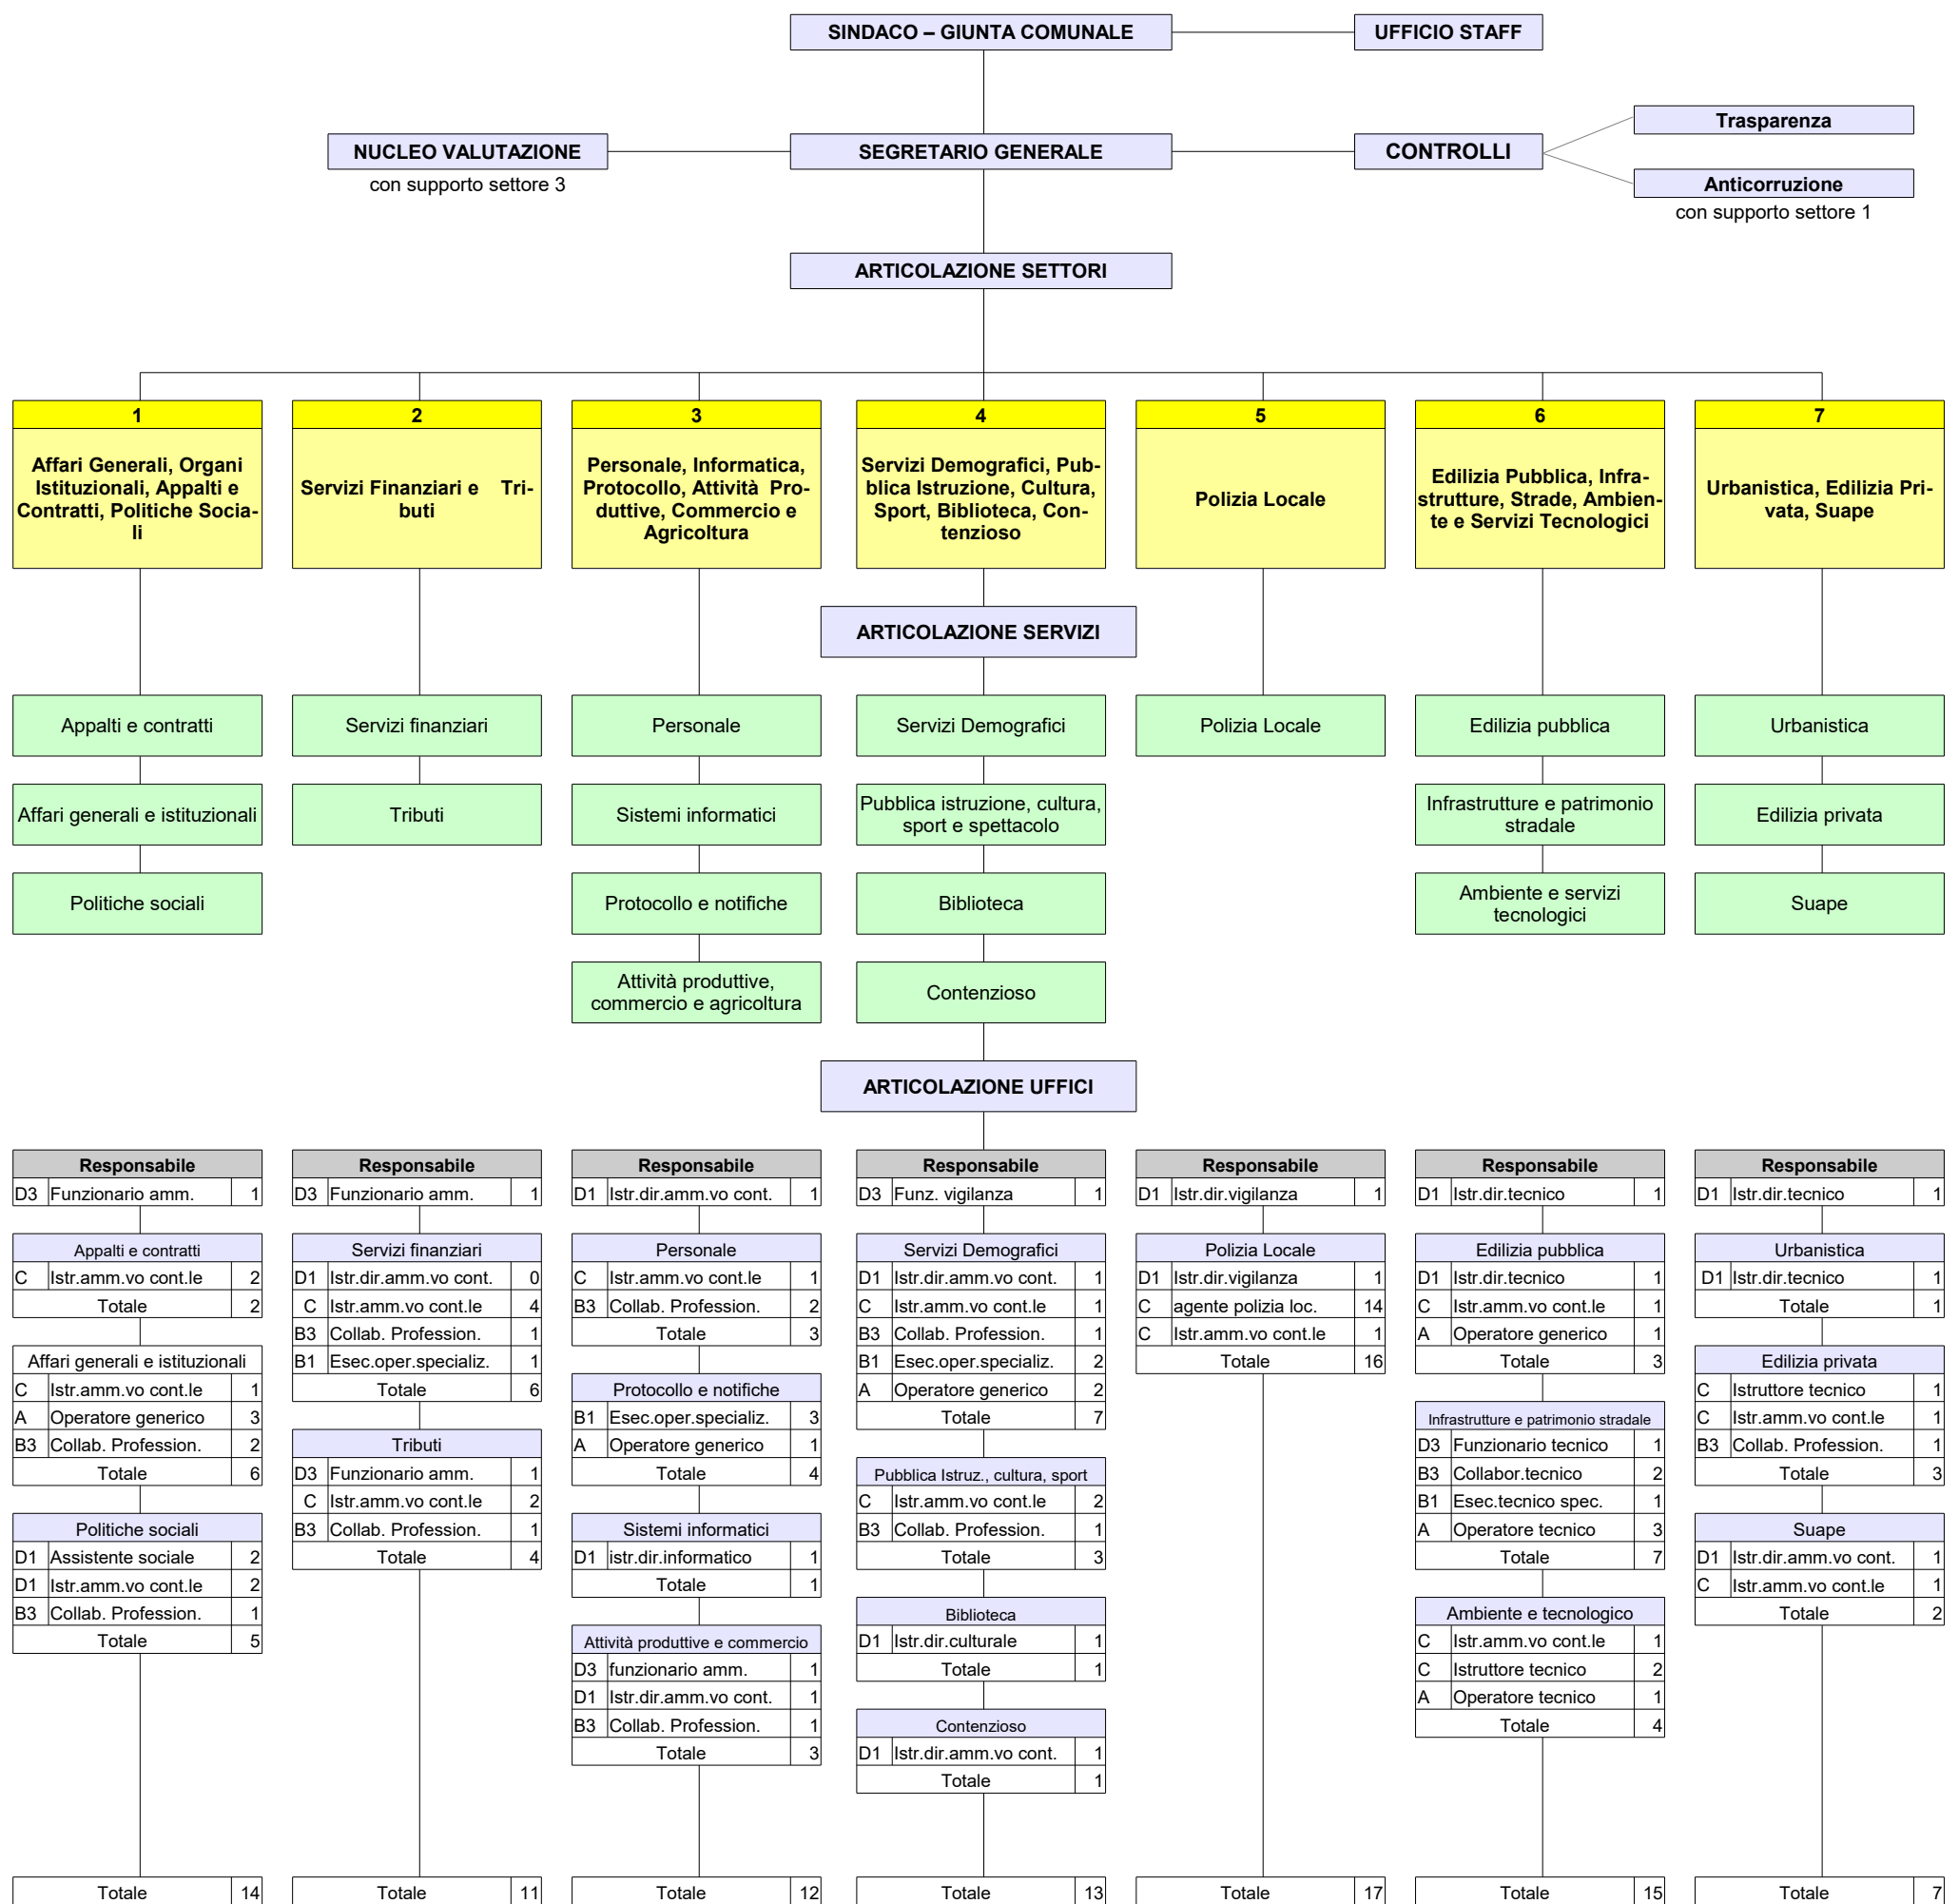 SINDACO – GIUNTA COMUNALE
UFFICIO STAFF
Trasparenza
NUCLEO VALUTAZIONE
SEGRETARIO GENERALE
CONTROLLI
con supporto settore 3
Anticorruzione
con supporto settore 1
ARTICOLAZIONE SETTORI
1
Affari Generali, Organi
Istituzionali, Appalti e
Contratti, Politiche Socia-
li
2
Servizi Finanziari e Tri-
buti
3
Personale, Informatica,
Protocollo, Attività Pro-
duttive, Commercio e
Agricoltura
4
Servizi Demografici, Pub-
blica Istruzione, Cultura,
Sport, Biblioteca, Con-
tenzioso
5
Polizia Locale
6
Edilizia Pubblica, Infra-
strutture, Strade, Ambien-
te e Servizi Tecnologici
7
Urbanistica, Edilizia Pri-
vata, Suape
ARTICOLAZIONE SERVIZI
Appalti e contratti
Affari generali e istituzionali
Politiche sociali
Servizi finanziari
Tributi
Personale
Sistemi informatici
Protocollo e notifiche
Attività produttive,
commercio e agricoltura
Servizi Demografici
Pubblica istruzione, cultura,
sport e spettacolo
Biblioteca
Contenzioso
Polizia Locale
Edilizia pubblica
Infrastrutture e patrimonio
stradale
Ambiente e servizi
tecnologici
Urbanistica
Edilizia privata
Suape
ARTICOLAZIONE UFFICI
Responsabile
D3 Funzionario amm. 1
Appalti e contratti
C Istr.amm.vo cont.le 2
Totale 2
Affari generali e istituzionali
C Istr.amm.vo cont.le 1
A Operatore generico 3
B3 Collab. Profession. 2
Totale 6
Politiche sociali
D1 Assistente sociale 2
D1 Istr.amm.vo cont.le 2
B3 Collab. Profession. 1
Totale 5
Totale 14
Responsabile
D3 Funzionario amm. 1
Servizi finanziari
D1 Istr.dir.amm.vo cont. 0
C Istr.amm.vo cont.le 4
B3 Collab. Profession. 1
B1 Esec.oper.specializ. 1
Totale 6
Tributi
D3 Funzionario amm. 1
C Istr.amm.vo cont.le 2
B3 Collab. Profession. 1
Totale 4
Totale 11
Responsabile
D1 Istr.dir.amm.vo cont. 1
Personale
C Istr.amm.vo cont.le 1
B3 Collab. Profession. 2
Totale 3
Protocollo e notifiche
B1 Esec.oper.specializ. 3
A Operatore generico 1
Totale 4
Sistemi informatici
D1 istr.dir.informatico 1
Totale 1
Attività produttive e commercio
D3 funzionario amm. 1
D1 Istr.dir.amm.vo cont. 1
B3 Collab. Profession. 1
Totale 3
Totale 12
Responsabile
D3 Funz. vigilanza 1
Servizi Demografici
D1 Istr.dir.amm.vo cont. 1
C Istr.amm.vo cont.le 1
B3 Collab. Profession. 1
B1 Esec.oper.specializ. 2
A Operatore generico 2
Totale 7
Pubblica Istruz., cultura, sport
C Istr.amm.vo cont.le 2
B3 Collab. Profession. 1
Totale 3
Biblioteca
D1 Istr.dir.culturale 1
Totale 1
Contenzioso
D1 Istr.dir.amm.vo cont. 1
Totale 1
Totale 13
Responsabile
D1 Istr.dir.vigilanza 1
Polizia Locale
D1 Istr.dir.vigilanza 1
C agente polizia loc. 14
C Istr.amm.vo cont.le 1
Totale 16
Totale 17
Responsabile
D1 Istr.dir.tecnico 1
Edilizia pubblica
D1 Istr.dir.tecnico 1
C Istr.amm.vo cont.le 1
A Operatore generico 1
Totale 3
Infrastrutture e patrimonio stradale
D3 Funzionario tecnico 1
B3 Collabor.tecnico 2
B1 Esec.tecnico spec. 1
A Operatore tecnico 3
Totale 7
Ambiente e tecnologico
C Istr.amm.vo cont.le 1
C Istruttore tecnico 2
A Operatore tecnico 1
Totale 4
Totale 15
Responsabile
D1 Istr.dir.tecnico 1
Urbanistica
D1 Istr.dir.tecnico 1
Totale 1
Edilizia privata
C Istruttore tecnico 1
C Istr.amm.vo cont.le 1
B3 Collab. Profession. 1
Totale 3
Suape
D1 Istr.dir.amm.vo cont. 1
C Istr.amm.vo cont.le 1
Totale 2
Totale 7